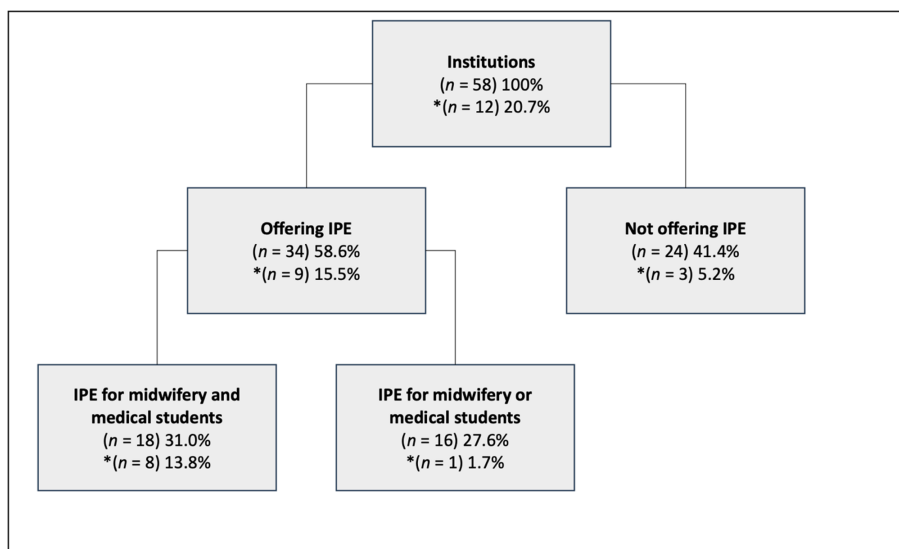 Institutions
(n = 58) 100%
*(n = 12) 20.7%
Offering IPE
(n = 34) 58.6%
*(n = 9) 15.5%
Not offering IPE
(n = 24) 41.4%
*(n = 3) 5.2%
IPE for midwifery and
medical students
(n = 18) 31.0%
*(n = 8) 13.8%
IPE for midwifery or
medical students
(n = 16) 27.6%
*(n = 1) 1.7%